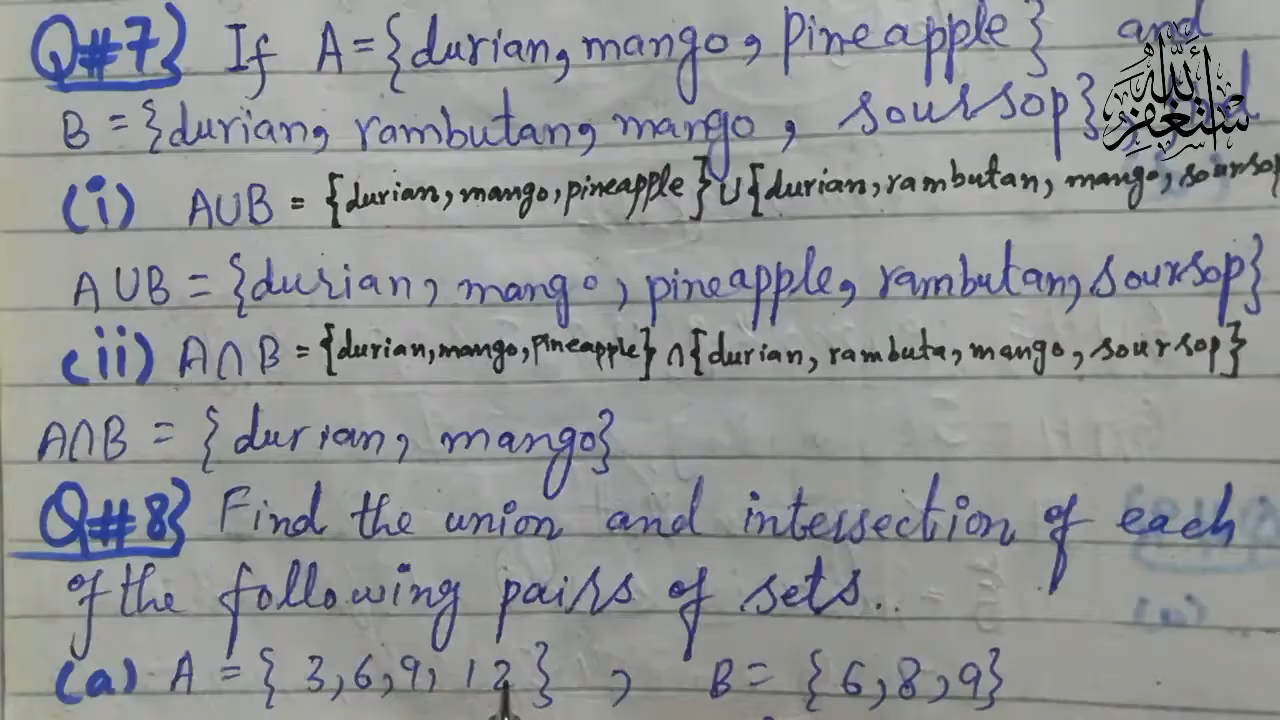 Q#7} If A={durian, mango, pineapple} and
B={durian, rambutan, mango, soursop}
(i) A∪B = {durian, mango, pineapple}∪{durian, rambutan, mango, soursop
A∪B = {durian, mango, pineapple, rambutan, soursop}
(ii) A∩B = {durian, mango, pineapple} ∩ {durian, rambuta, mango, soursop}
A∩B = {durian, mango}
Q#8} Find the union and intersection of each
of the following pairs of sets..
(a) A = {3,6,9,12} , B = {6,8,9}